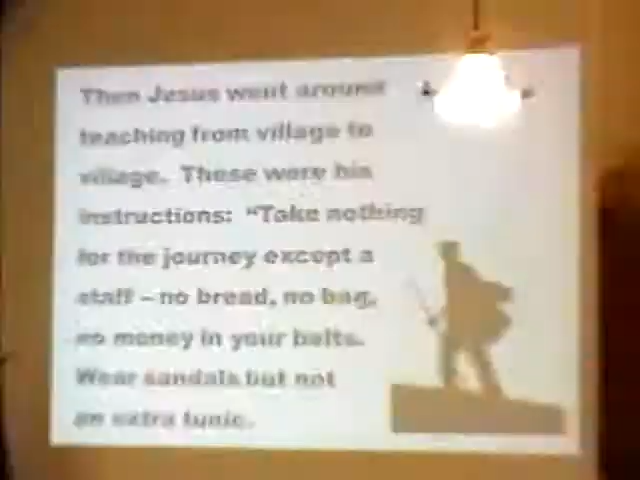 Then Jesus went around
teaching from village to
village. These were his
instructions: "Take nothing
for the journey except a
staff – no bread, no bag,
no money in your belts.
Wear sandals but not
an extra tunic.